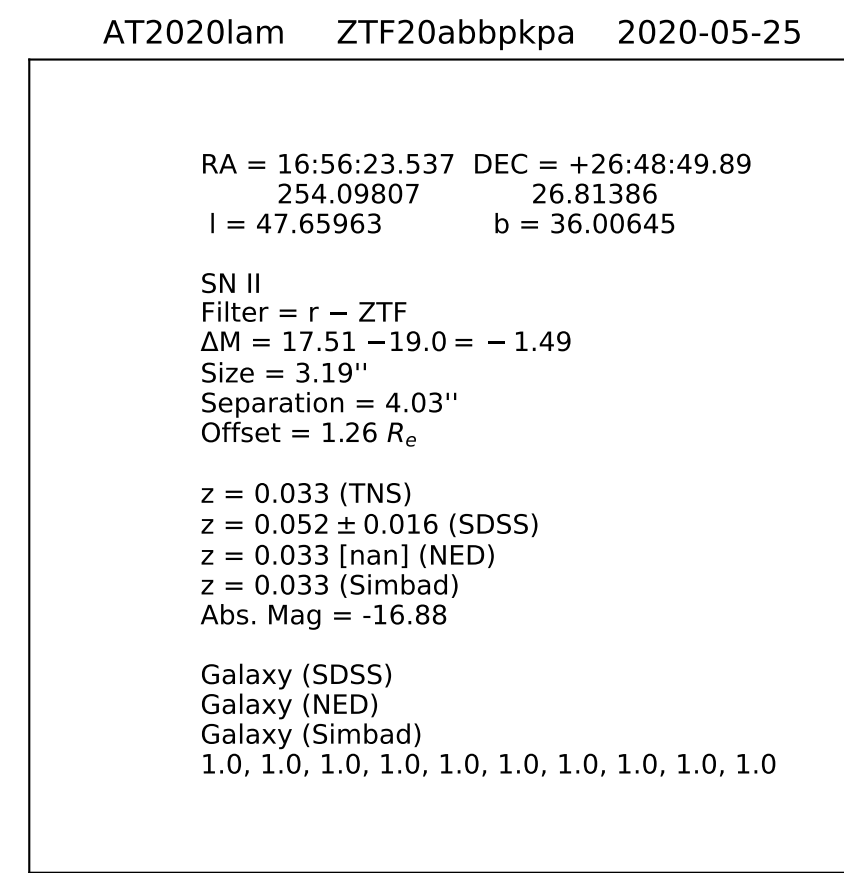 AT2020lam ZTF20abbpkpa 2020-05-25
RA = 16:56:23.537 DEC = +26:48:49.89
254.09807 26.81386
l = 47.65963 b = 36.00645
SN II
Filter = r − ZTF
ΔM = 17.51 −19.0 = − 1.49
Size = 3.19''
Separation = 4.03''
Offset = 1.26 Rₑ
z = 0.033 (TNS)
z = 0.052 ± 0.016 (SDSS)
z = 0.033 [nan] (NED)
z = 0.033 (Simbad)
Abs. Mag = -16.88
Galaxy (SDSS)
Galaxy (NED)
Galaxy (Simbad)
1.0, 1.0, 1.0, 1.0, 1.0, 1.0, 1.0, 1.0, 1.0, 1.0